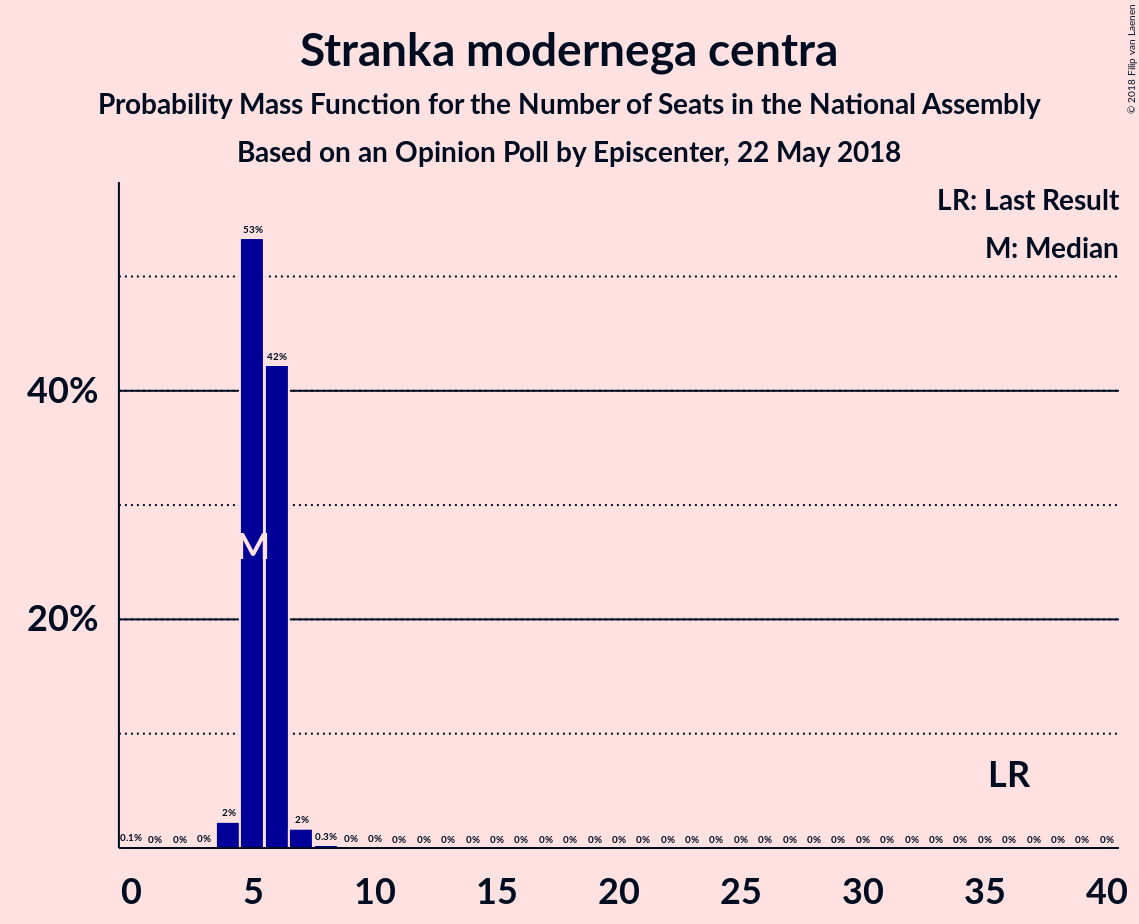 Stranka modernega centra
Probability Mass Function for the Number of Seats in the National Assembly
Based on an Opinion Poll by Episcenter, 22 May 2018
© 2018 Filip van Laenen
LR: Last Result
M: Median
53%
42%
40%
M
20%
LR
2%
2%
0.1% 0% 0% 0% 0.3% 0% 0% 0% 0% 0% 0% 0% 0% 0% 0% 0% 0% 0% 0% 0% 0% 0% 0% 0% 0% 0% 0% 0% 0% 0% 0% 0% 0% 0% 0% 0% 0%
0 5 10 15 20 25 30 35 40